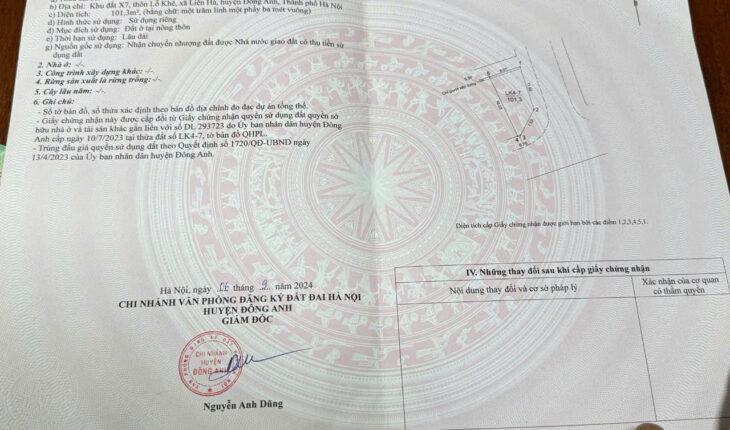 b) Địa chỉ: Khu đất X7, thôn Lỗ Khê, xã Liên Hà, huyện Đông Anh, Thành phố Hà Nội
c) Diện tích: 101,3m², (bằng chữ: một trăm linh một phẩy ba mét vuông)
d) Hình thức sử dụng: Sử dụng riêng
đ) Mục đích sử dụng: Đất ở tại nông thôn
e) Thời hạn sử dụng: Lâu dài
g) Nguồn gốc sử dụng: Nhận chuyển nhượng đất được Nhà nước giao đất có thu tiền sử
dụng đất
2. Nhà ở: -/-
3. Công trình xây dựng khác: -/-
4. Rừng sản xuất là rừng trồng: -/-
5. Cây lâu năm: -/-
6. Ghi chú:
- Số tờ bản đồ, số thửa xác định theo bản đồ địa chính đo đạc dự án tổng thể.
- Giấy chứng nhận này được cấp đổi từ Giấy chứng nhận quyền sử dụng đất quyền sở
hữu nhà ở và tài sản khác gắn liền với số DL 293723 do Ủy ban nhân dân huyện Đông
Anh cấp ngày 10/7/2023 tại thửa đất số LK4-7, tờ bản đồ QHPL.
- Trúng đấu giá quyền sử dụng đất theo Quyết định số 1720/QĐ-UBND ngày
13/4/2023 của Ủy ban nhân dân huyện Đông Anh.
LK4-7
101.3
Diện tích cấp Giấy chứng nhận được giới hạn bởi các điểm 1,2,3,4,5,1.
Hà Nội, ngày 06 tháng 9 năm 2024
CHI NHÁNH VĂN PHÒNG ĐĂNG KÝ ĐẤT ĐAI HÀ NỘI
HUYỆN ĐÔNG ANH
GIÁM ĐỐC
CHI NHÁNH
HUYỆN
ĐÔNG ANH
Nguyễn Anh Dũng
IV. Những thay đổi sau khi cấp giấy chứng nhận
Nội dung thay đổi và cơ sở pháp lý
Xác nhận của cơ quan
có thẩm quyền